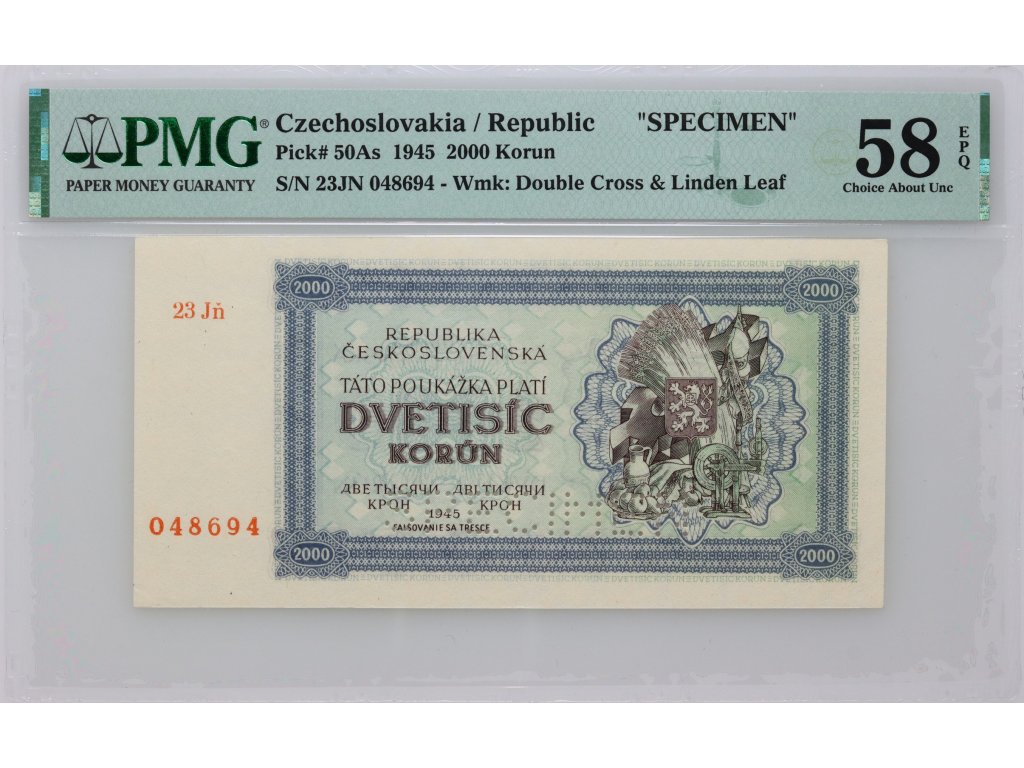 PMG® Czechoslovakia / Republic "SPECIMEN"
Pick# 50As 1945 2000 Korun
PAPER MONEY GUARANTY
S/N 23JN 048694 - Wmk: Double Cross & Linden Leaf
58
EPQ
Choice About Unc
2000 2000
23 Jň
REPUBLIKA
ČESKOSLOVENSKÁ
TÁTO POUKÁŽKA PLATÍ
DVETISÍC
KORÚN
ДВЕ ТЫСЯЧИ ДВІ ТИСЯЧИ
КРОН КРОН
1945
FALŠOVANIE SA TRESCE
SPECIMEN
048694
2000 2000